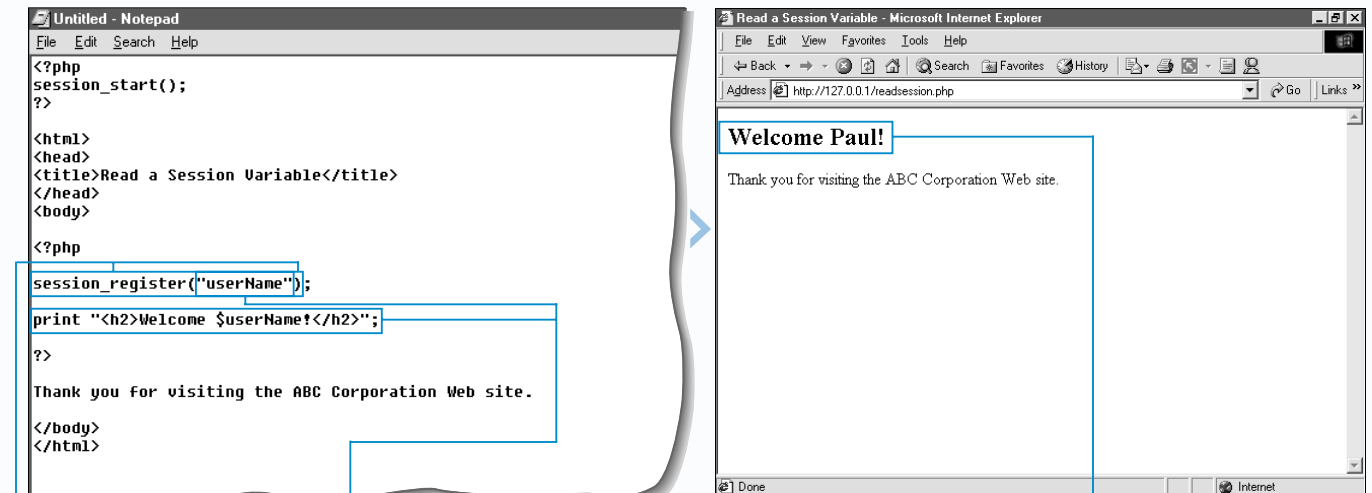 Untitled - Notepad
File Edit Search Help
<?php
session_start();
?>
<html>
<head>
<title>Read a Session Variable</title>
</head>
<body>
<?php
session_register("userName");
print "<h2>Welcome $userName!</h2>";
?>
Thank you for visiting the ABC Corporation Web site.
</body>
</html>
Read a Session Variable - Microsoft Internet Explorer
File Edit View Favorites Tools Help
Back Search Favorites History
Address http://127.0.0.1/readsession.php Go Links »
Welcome Paul!
Thank you for visiting the ABC Corporation Web site.
Done Internet